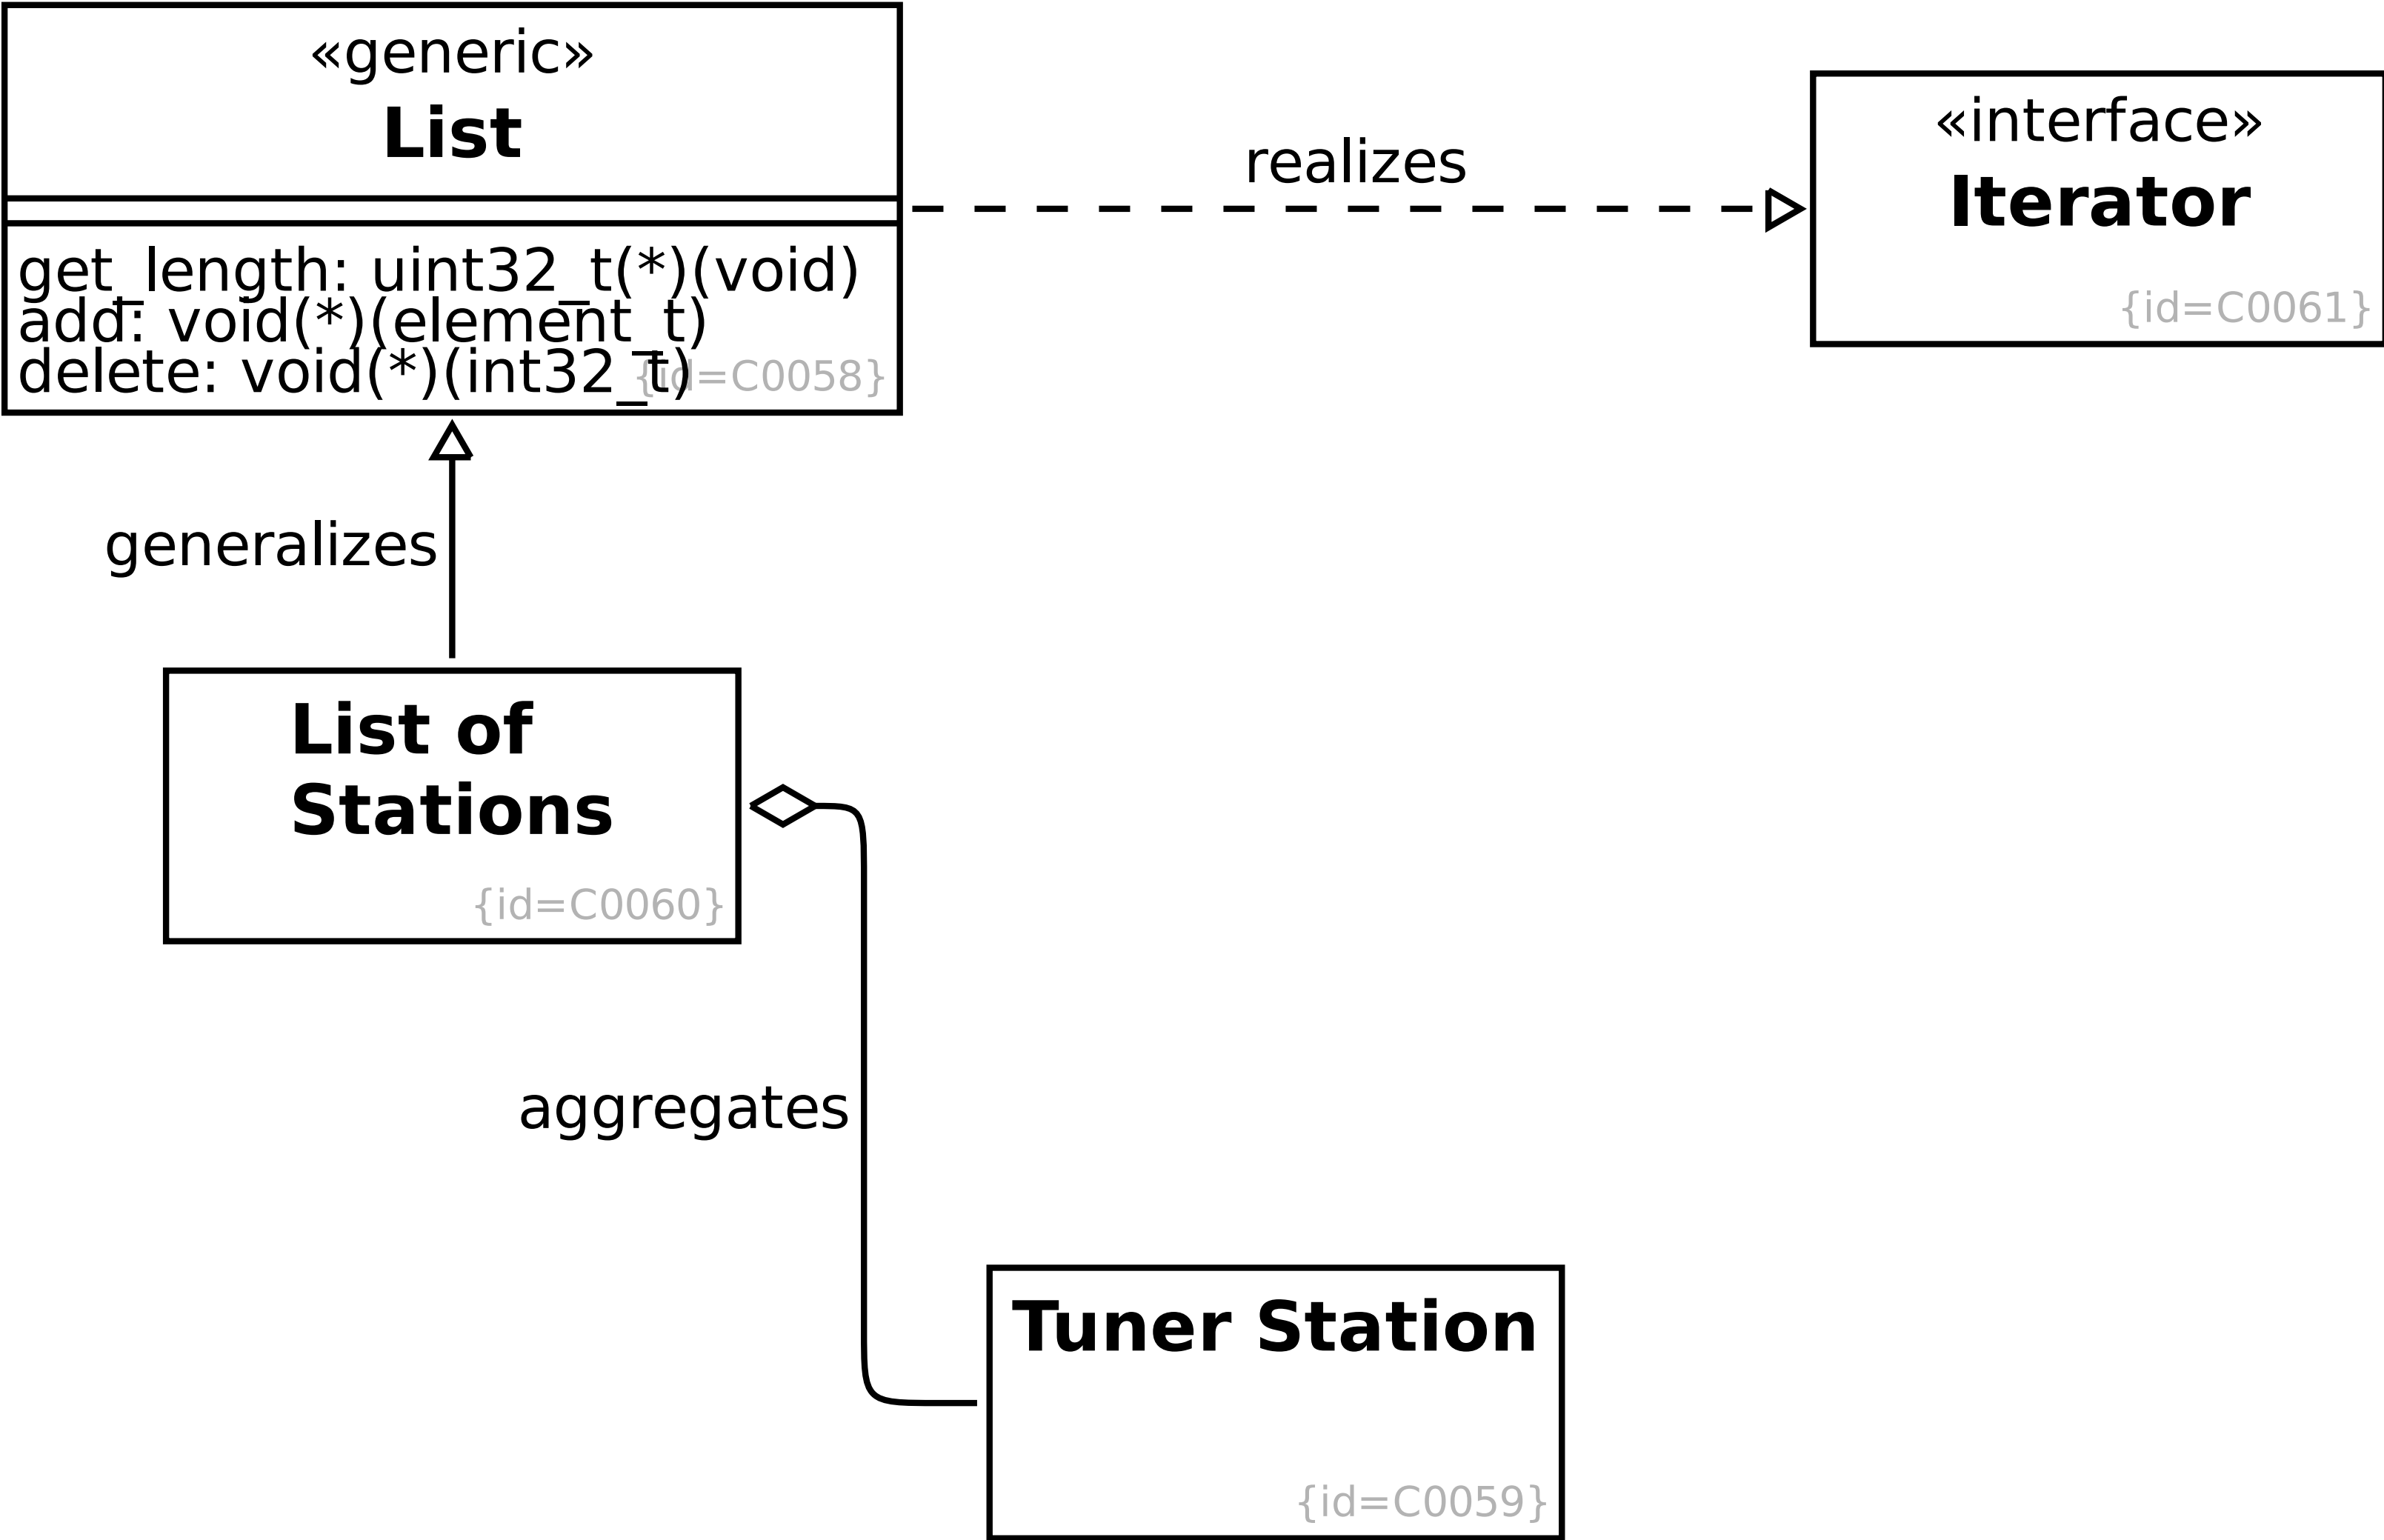 «generic»
List
get_length: uint32_t(*)(void)
add: void(*)(element_t)
delete: void(*)(int32_t)
{id=C0058}
realizes
«interface»
Iterator
{id=C0061}
generalizes
List of
Stations
{id=C0060}
aggregates
Tuner Station
{id=C0059}